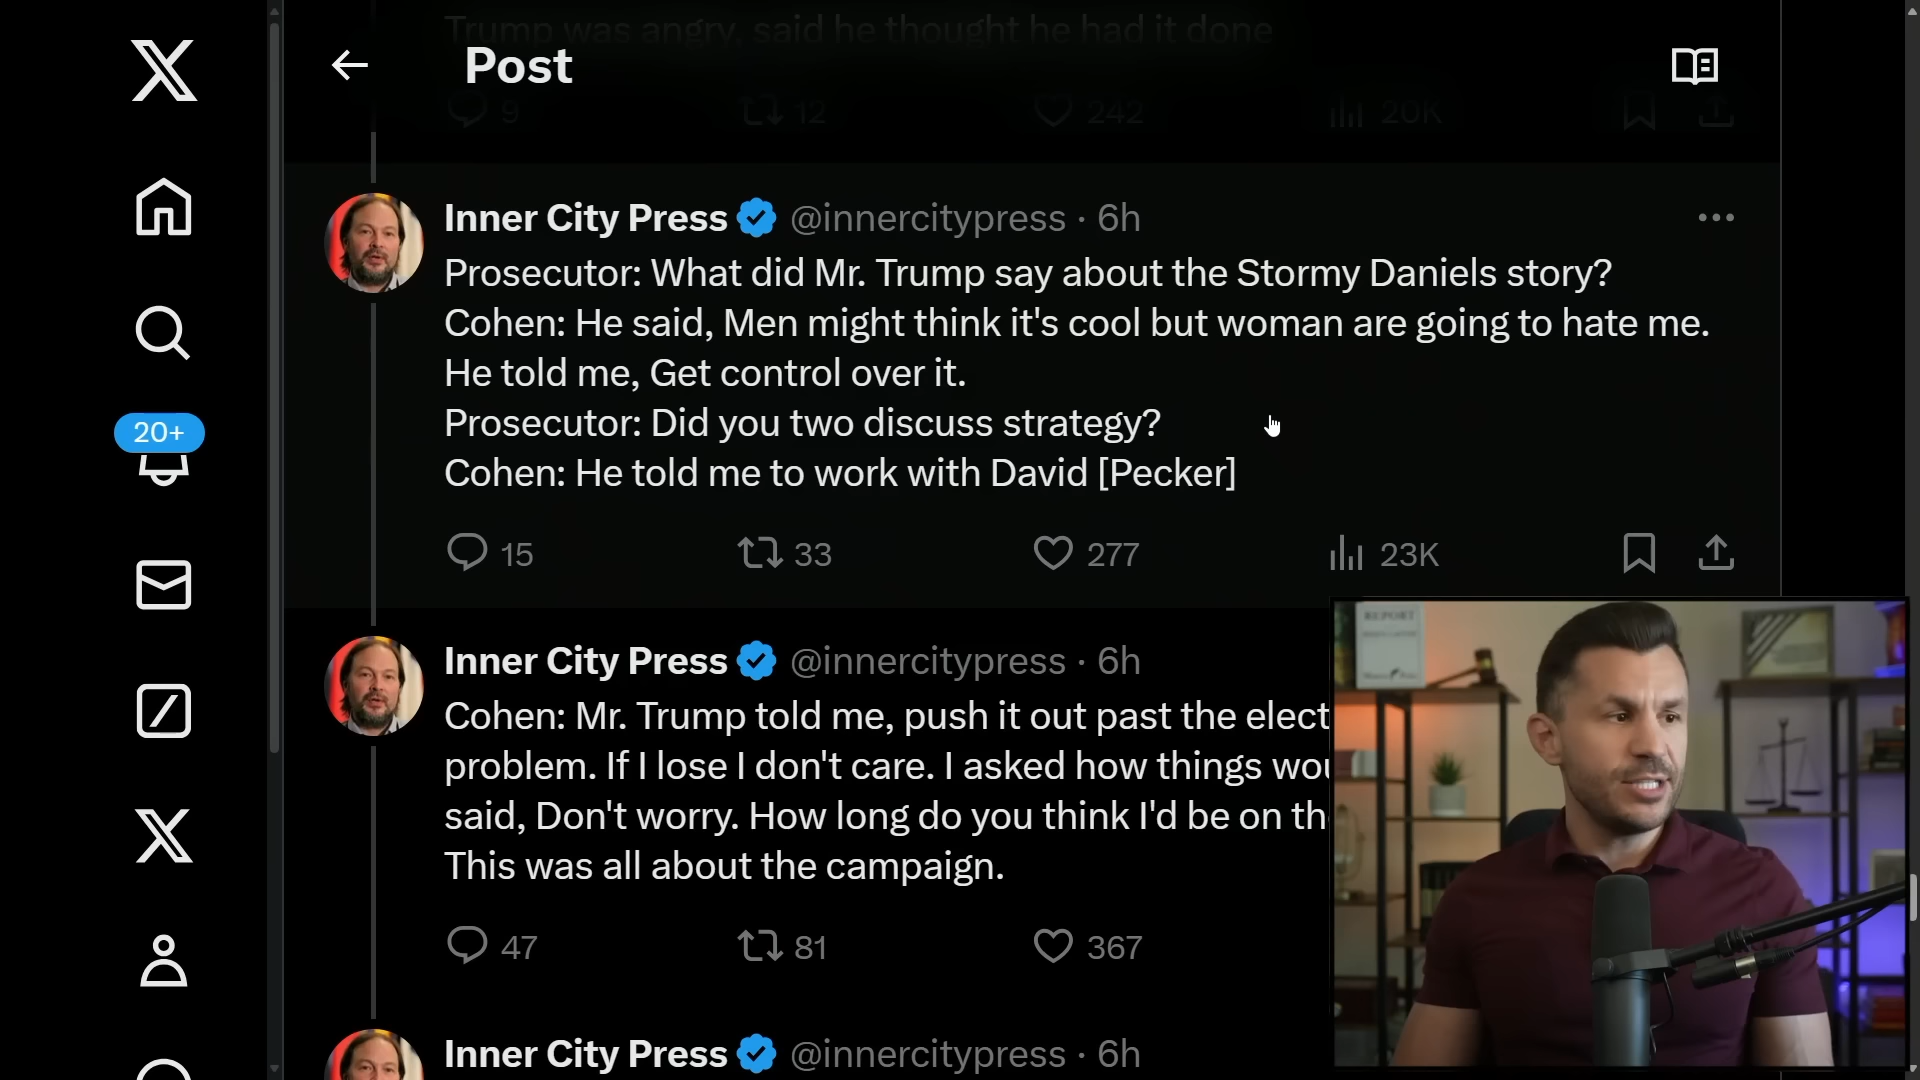 Trump was angry, said he thought he had it done
Post
9 12 242 20K
Inner City Press @innercitypress · 6h
Prosecutor: What did Mr. Trump say about the Stormy Daniels story?
Cohen: He said, Men might think it's cool but woman are going to hate me.
He told me, Get control over it.
Prosecutor: Did you two discuss strategy?
Cohen: He told me to work with David [Pecker]
15 33 277 23K
20+
Inner City Press @innercitypress · 6h
Cohen: Mr. Trump told me, push it out past the elect
problem. If I lose I don't care. I asked how things wou
said, Don't worry. How long do you think I'd be on th
This was all about the campaign.
47 81 367
Inner City Press @innercitypress · 6h
REPORT